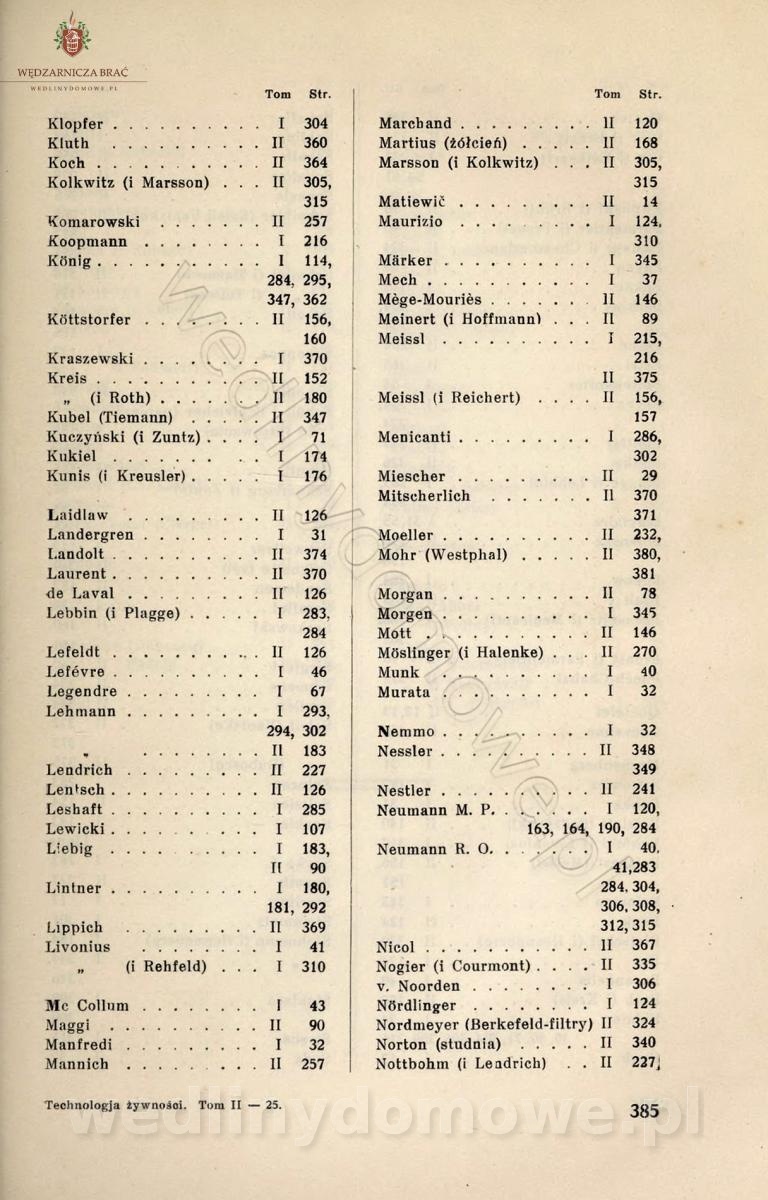 WĘDZARNICZA BRAĆ
WEDLINYDOMOWE.PL
Tom Str.
Klopfer . . . . . . . . . . I 304
Kluth . . . . . . . . . . II 360
Koch . . . . . . . . . . . II 364
Kolkwitz (i Marsson) . . . II 305,
315
Komarowski . . . . . . . II 257
Koopmann . . . . . . . . I 216
König . . . . . . . . . . . I 114,
284, 295,
347, 362
Köttstorfer . . . . . . . . II 156,
160
Kraszewski . . . . . . . . I 370
Kreis . . . . . . . . . . . II 152
„ (i Roth) . . . . . . . II 180
Kubel (Tiemann) . . . . . II 347
Kuczyński (i Zuntz) . . . . I 71
Kukiel . . . . . . . . . I 174
Kunis (i Kreusler) . . . . . I 176
Laidlaw . . . . . . . . . II 126
Landergren . . . . . . . . I 31
Landolt . . . . . . . . . . II 374
Laurent . . . . . . . . . . II 370
de Laval . . . . . . . . . II 126
Lebbin (i Plagge) . . . . . I 283,
284
Lefeldt . . . . . . . . . . II 126
Lefévre . . . . . . . . . . I 46
Legendre . . . . . . . . . I 67
Lehmann . . . . . . . . . I 293,
294, 302
„ . . . . . . . . II 183
Lendrich . . . . . . . . . II 227
Lentsch . . . . . . . . . . II 126
Leshaft . . . . . . . . . . I 285
Lewicki . . . . . . . . . . I 107
Liebig . . . . . . . . . . I 183,
II 90
Lintner . . . . . . . . . . I 180,
181, 292
Lippich . . . . . . . . . II 369
Livonius . . . . . . . . I 41
„ (i Rehfeld) . . . I 310
Mc Collum . . . . . . . . I 43
Maggi . . . . . . . . . . II 90
Manfredi . . . . . . . . . I 32
Mannich . . . . . . . . . II 257
Technologja żywności. Tom II — 25.
Tom Str.
Marchand . . . . . . . . . II 120
Martius (żółcień) . . . . . II 168
Marsson (i Kolkwitz) . . . II 305,
315
Matiewič . . . . . . . . . II 14
Maurizio . . . . . . . . . I 124,
310
Märker . . . . . . . . . . I 345
Mech . . . . . . . . . . . I 37
Mège-Mouriès . . . . . . . II 146
Meinert (i Hoffmann) . . . II 89
Meissl . . . . . . . . . . I 215,
216
II 375
Meissl (i Reichert) . . . . II 156,
157
Menicanti . . . . . . . . . I 286,
302
Miescher . . . . . . . . . II 29
Mitscherlich . . . . . . . II 370
371
Moeller . . . . . . . . . . II 232,
Mohr (Westphal) . . . . . II 380,
381
Morgan . . . . . . . . . . II 78
Morgen . . . . . . . . . . I 345
Mott . . . . . . . . . . . II 146
Möslinger (i Halenke) . . . II 270
Munk . . . . . . . . . . I 40
Murata . . . . . . . . . . I 32
Nemmo . . . . . . . . . . I 32
Nessler . . . . . . . . . . II 348
349
Nestler . . . . . . . . . . II 241
Neumann M. P. . . . . . . I 120,
163, 164, 190, 284
Neumann R. O. . . . . . . I 40,
41,283
284, 304,
306, 308,
312, 315
Nicol . . . . . . . . . . . II 367
Nogier (i Courmont) . . . . II 335
v. Noorden . . . . . . . . I 306
Nördlinger . . . . . . . . I 124
Nordmeyer (Berkefeld-filtry) II 324
Norton (studnia) . . . . . II 340
Nottbohm (i Leadrich) . . II 227,
385
wedlinydomowe.pl
wedlinydomowe.pl